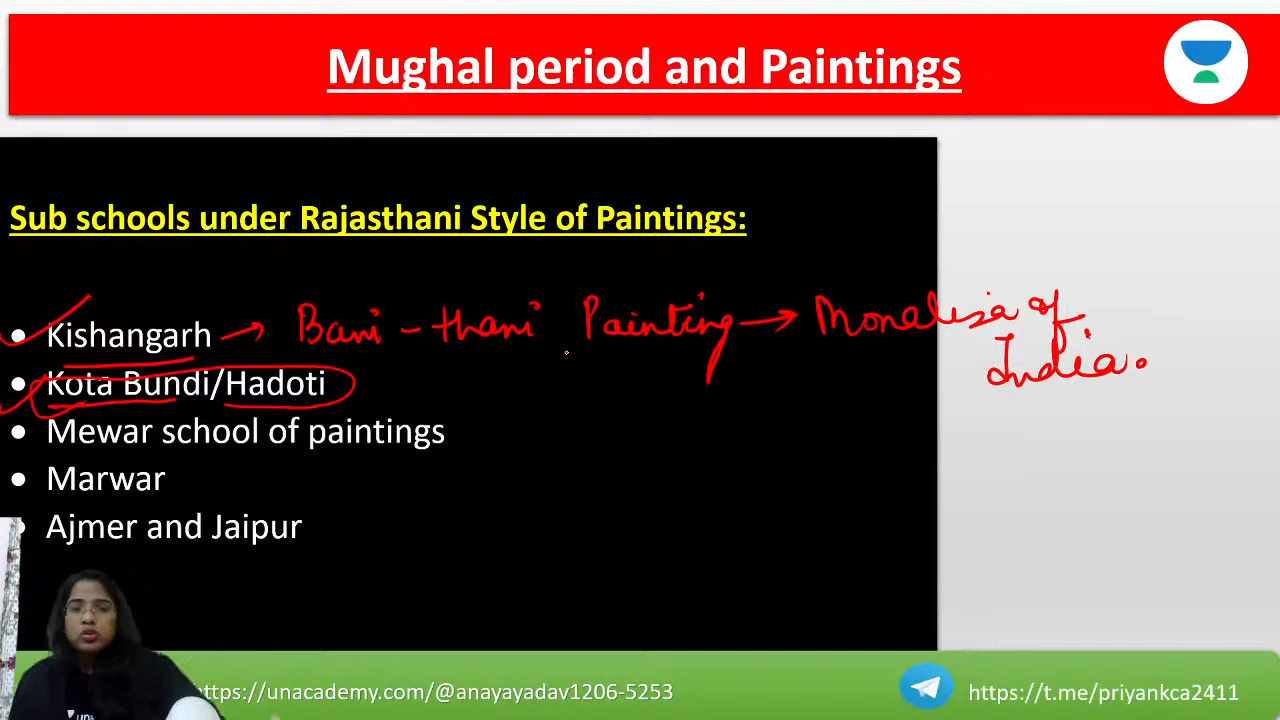 Mughal period and Paintings
Sub schools under Rajasthani Style of Paintings:
• Kishangarh → Bani - thani Painting → Monalisa of India.
• Kota Bundi/Hadoti
• Mewar school of paintings
• Marwar
• Ajmer and Jaipur
https://unacademy.com/@anayayadav1206-5253
https://t.me/priyankca2411